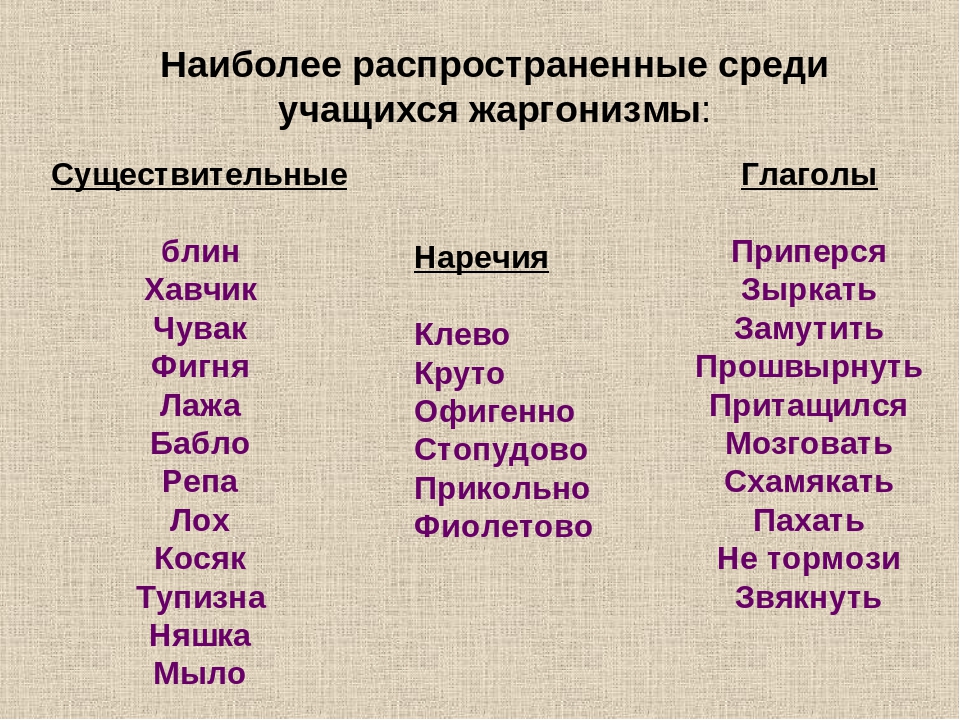 Наиболее распространенные среди
учащихся жаргонизмы:
Существительные
блин
Хавчик
Чувак
Фигня
Лажа
Бабло
Репа
Лох
Косяк
Тупизна
Няшка
Мыло
Наречия
Клево
Круто
Офигенно
Стопудово
Прикольно
Фиолетово
Глаголы
Приперся
Зыркать
Замутить
Прошвырнуть
Притащился
Мозговать
Схамякать
Пахать
Не тормози
Звякнуть